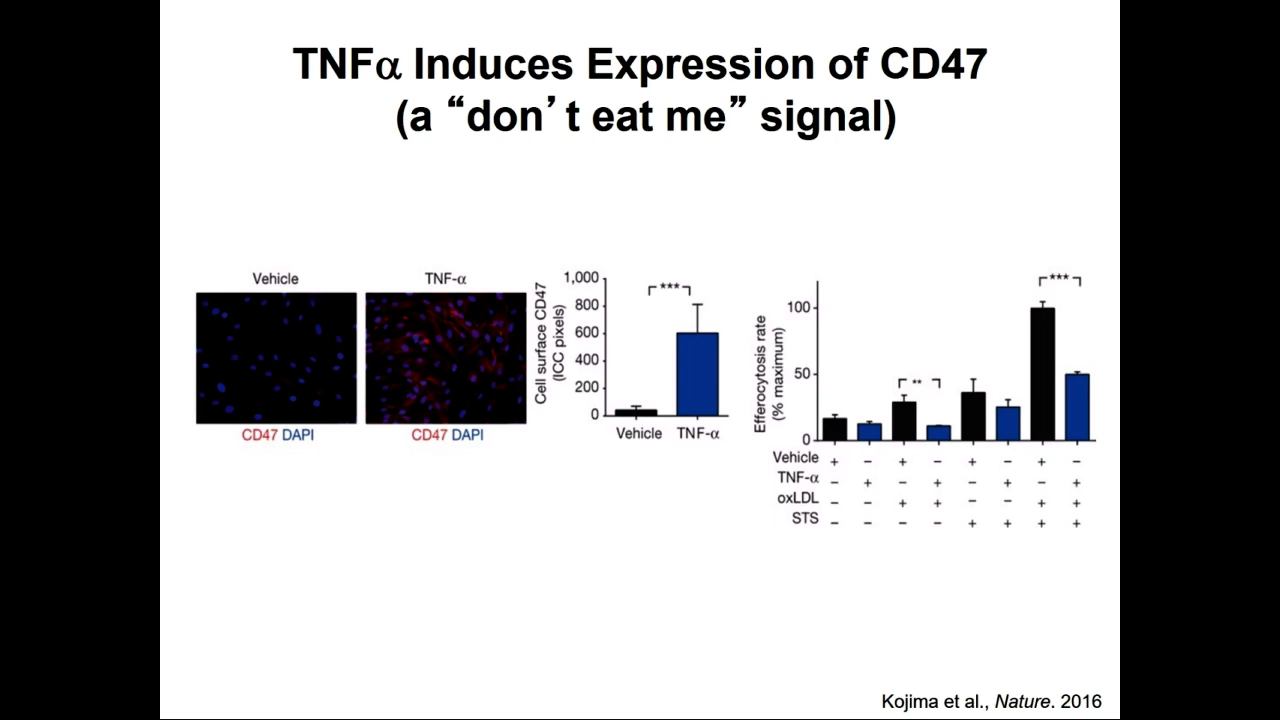 TNFα Induces Expression of CD47
(a “don’t eat me” signal)
Vehicle
TNF-α
CD47 DAPI
CD47 DAPI
Cell surface CD47
(ICC pixels)
1,000
800
600
400
200
0
***
Vehicle TNF-α
Efferocytosis rate
(% maximum)
100
50
0
**
***
Vehicle + – + – + – + –
TNF-α – + – + – + – +
oxLDL – – + + – – + +
STS – – – – + + + +
Kojima et al., Nature. 2016